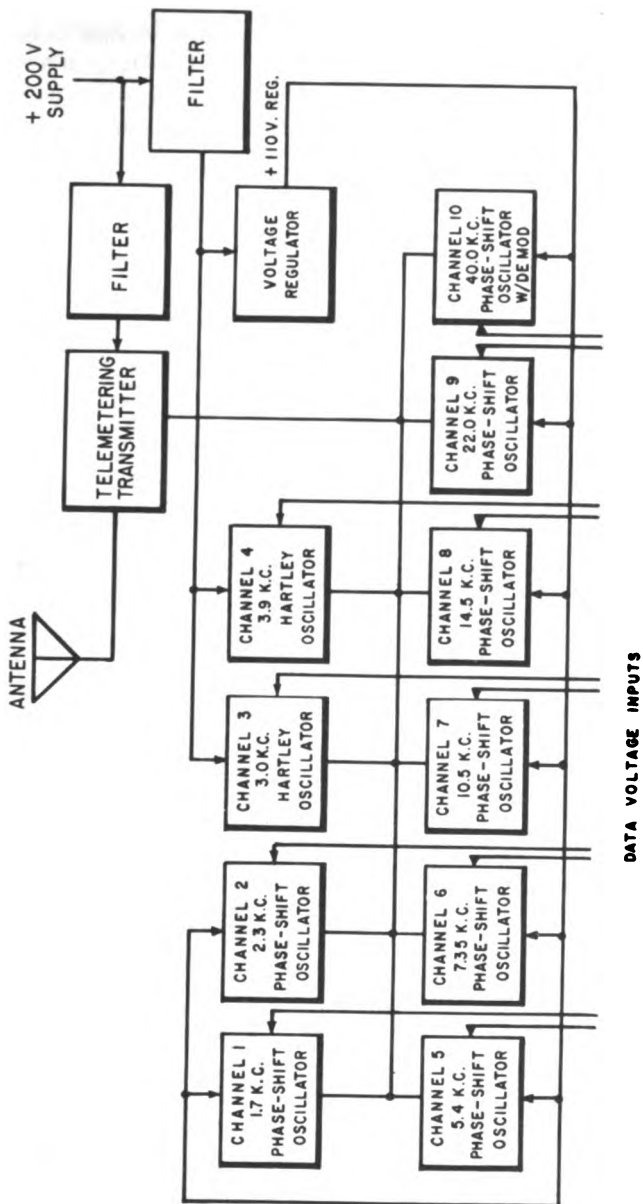 + 200 V
SUPPLY
FILTER
FILTER
TELEMETERING
TRANSMITTER
ANTENNA
VOLTAGE
REGULATOR
+110V. REG.
CHANNEL 1
1.7 K.C.
PHASE-SHIFT
OSCILLATOR
CHANNEL 2
2.3 K.C.
PHASE-SHIFT
OSCILLATOR
CHANNEL 3
3.0 K.C.
HARTLEY
OSCILLATOR
CHANNEL 4
3.9 K.C.
HARTLEY
OSCILLATOR
CHANNEL 5
5.4 K.C.
PHASE-SHIFT
OSCILLATOR
CHANNEL 6
7.35 K.C.
PHASE-SHIFT
OSCILLATOR
CHANNEL 7
10.5 K.C.
PHASE-SHIFT
OSCILLATOR
CHANNEL 8
14.5 K.C.
PHASE-SHIFT
OSCILLATOR
CHANNEL 9
22.0 K.C.
PHASE-SHIFT
OSCILLATOR
CHANNEL 10
40.0 K.C.
PHASE-SHIFT
OSCILLATOR
W/DEMOD
DATA VOLTAGE INPUTS